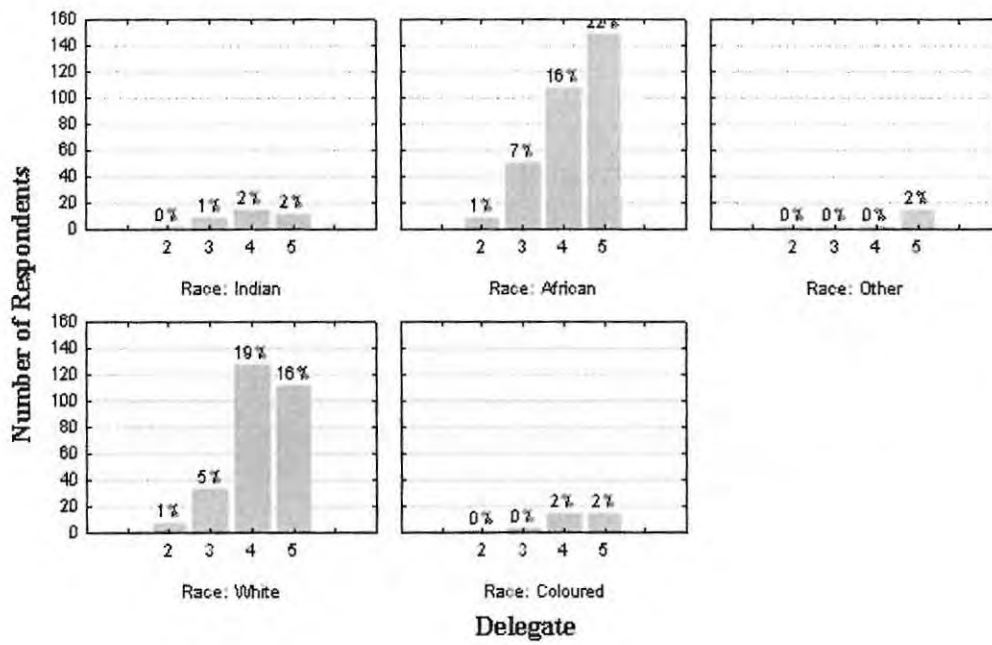 Number of Respondents
160
140
120
100
80
60
40
20
0
0% 1% 2% 2%
2 3 4 5
Race: Indian
1% 7% 16% 22%
2 3 4 5
Race: African
0% 0% 0% 2%
2 3 4 5
Race: Other
160
140
120
100
80
60
40
20
0
1% 5% 19% 16%
2 3 4 5
Race: White
0% 0% 2% 2%
2 3 4 5
Race: Coloured
Delegate